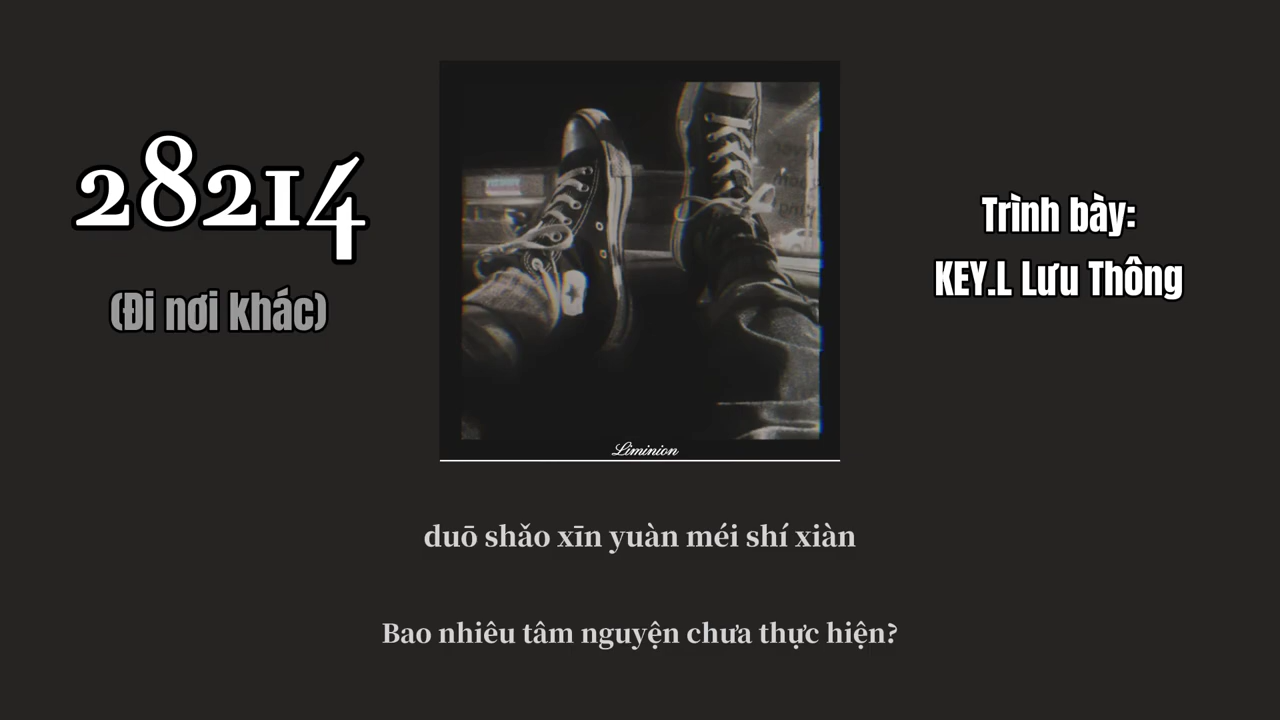 28214
(Đi nơi khác)
Trình bày:
KEY.L Lưu Thông
Liminion
duō shǎo xīn yuàn méi shí xiàn
Bao nhiêu tâm nguyện chưa thực hiện?